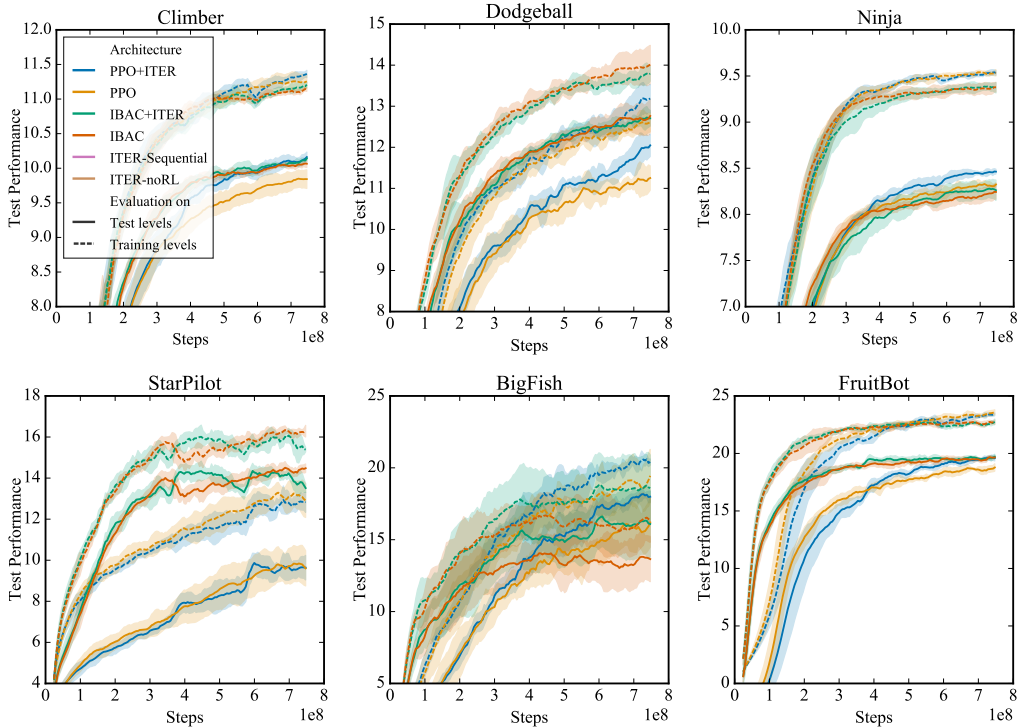 Climber
Dodgeball
Ninja
Test Performance
12.0
11.5
11.0
10.5
10.0
9.5
9.0
8.5
8.0
Architecture
PPO+ITER
PPO
IBAC+ITER
IBAC
ITER-Sequential
ITER-noRL
Evaluation on
Test levels
Training levels
0 1 2 3 4 5 6 7 8
Steps 1e8
Test Performance
15
14
13
12
11
10
9
8
0 1 2 3 4 5 6 7 8
Steps 1e8
Test Performance
10.0
9.5
9.0
8.5
8.0
7.5
7.0
0 1 2 3 4 5 6 7 8
Steps 1e8
StarPilot
BigFish
FruitBot
Test Performance
18
16
14
12
10
8
6
4
0 1 2 3 4 5 6 7 8
Steps 1e8
Test Performance
25
20
15
10
5
0 1 2 3 4 5 6 7 8
Steps 1e8
Test Performance
25
20
15
10
5
0
0 1 2 3 4 5 6 7 8
Steps 1e8